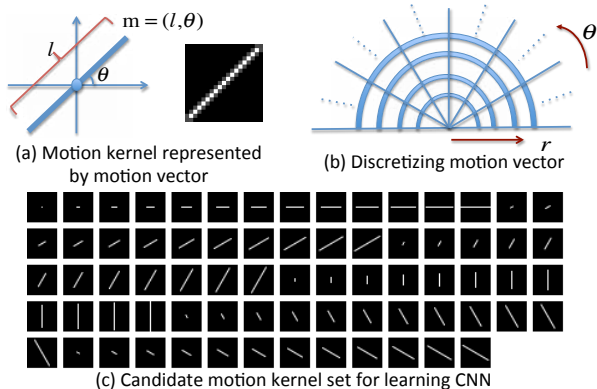 m = (l,θ)
l
θ
(a) Motion kernel represented
by motion vector
θ
r
(b) Discretizing motion vector
(c) Candidate motion kernel set for learning CNN